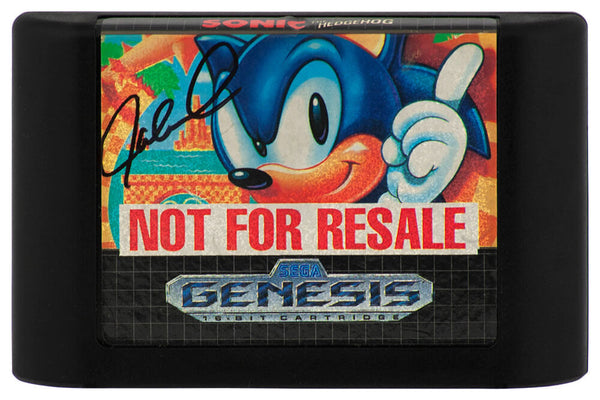 SONIC THE HEDGEHOG
NOT FOR RESALE
SEGA
GENESIS
16-BIT CARTRIDGE